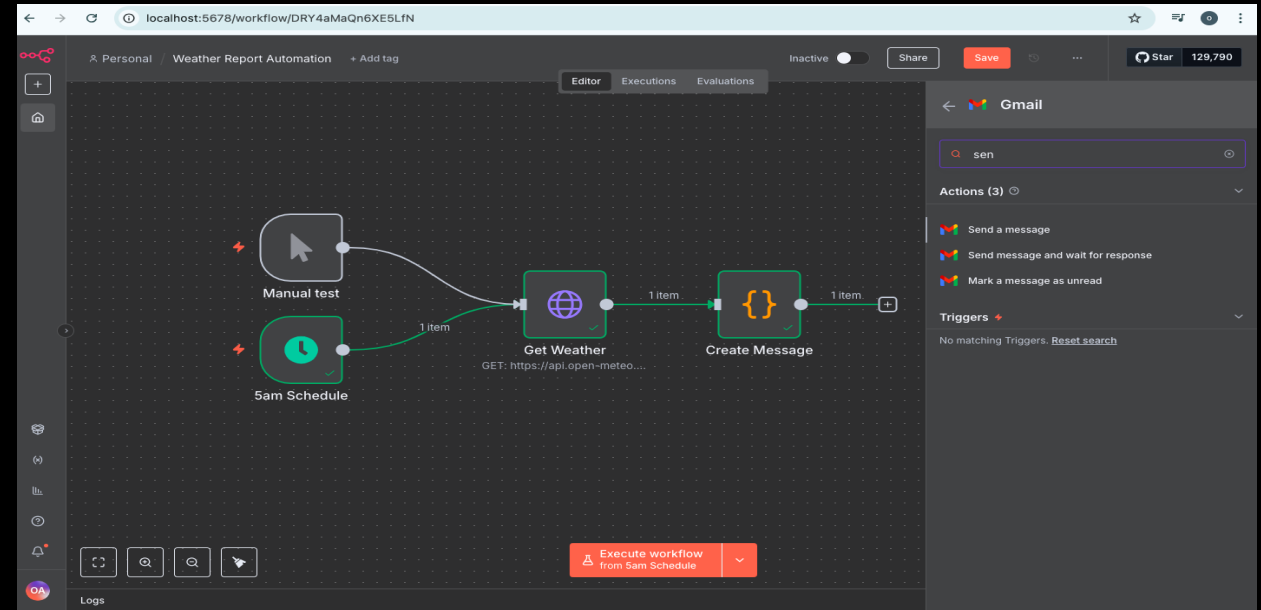 localhost:5678/workflow/DRY4aMaQn6XE5LfN
Personal / Weather Report Automation + Add tag
Inactive
Share
Save
...
Star 129,790
Editor Executions Evaluations
Gmail
sen
Actions (3)
Send a message
Send message and wait for response
Mark a message as unread
Triggers
No matching Triggers. Reset search
Manual test
1 item
5am Schedule
Get Weather
GET: https://api.open-meteo....
1 item
{}
Create Message
1 item
Execute workflow
from 5am Schedule
OA
Logs